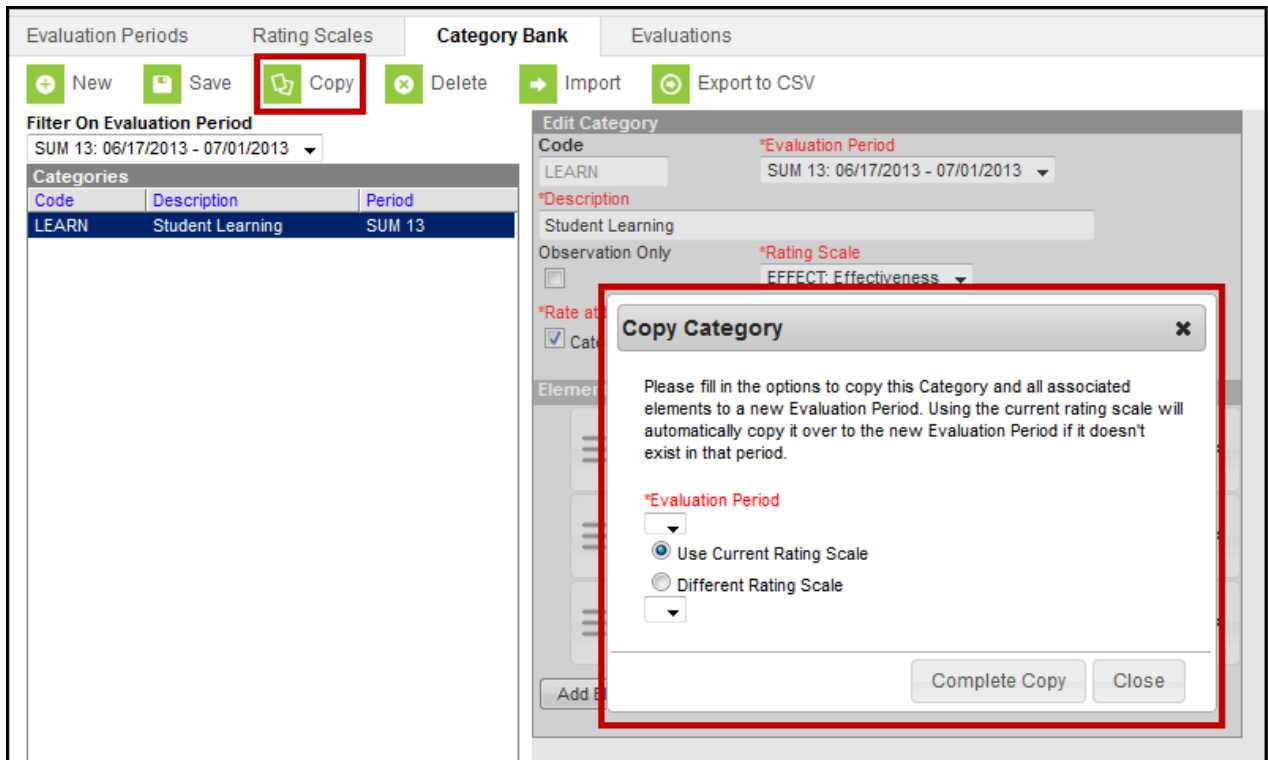 Evaluation Periods Rating Scales Category Bank Evaluations
New Save Copy Delete Import Export to CSV
Filter On Evaluation Period
SUM 13: 06/17/2013 - 07/01/2013
Categories
Code Description Period
LEARN Student Learning SUM 13
Edit Category
Code *Evaluation Period
LEARN SUM 13: 06/17/2013 - 07/01/2013
*Description
Student Learning
Observation Only *Rating Scale
EFFECT: Effectiveness
*Rate at
Cate
Elemen
Add E
Copy Category
Please fill in the options to copy this Category and all associated
elements to a new Evaluation Period. Using the current rating scale will
automatically copy it over to the new Evaluation Period if it doesn't
exist in that period.
*Evaluation Period
Use Current Rating Scale
Different Rating Scale
Complete Copy Close